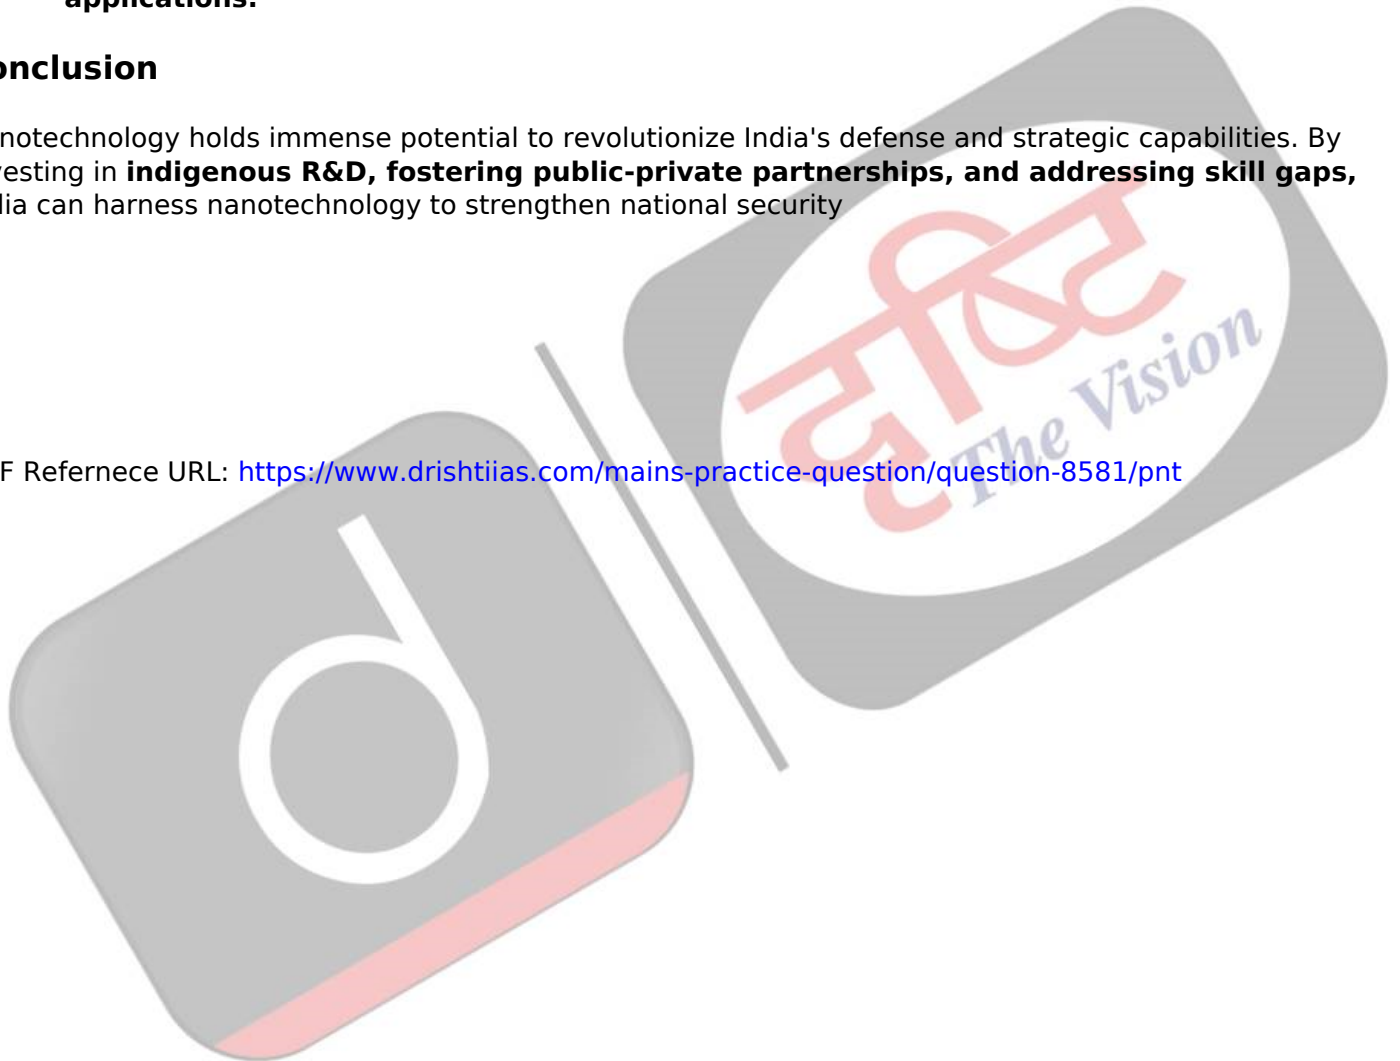 applications.
onclusion
notechnology holds immense potential to revolutionize India's defense and strategic capabilities. By
vesting in indigenous R&D, fostering public-private partnerships, and addressing skill gaps,
dia can harness nanotechnology to strengthen national security
F Refernece URL: https://www.drishtiias.com/mains-practice-question/question-8581/pnt
दृष्टि
The Vision
d